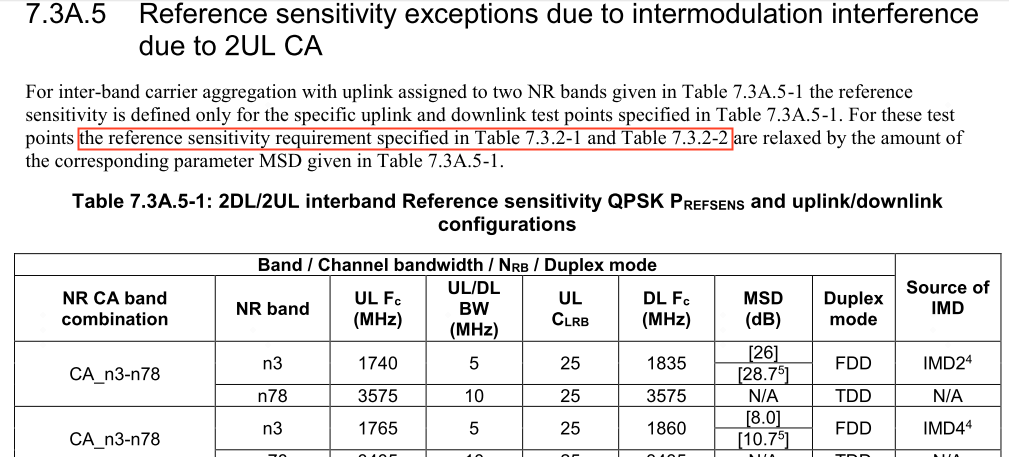 7.3A.5 Reference sensitivity exceptions due to intermodulation interference
due to 2UL CA
For inter-band carrier aggregation with uplink assigned to two NR bands given in Table 7.3A.5-1 the reference
sensitivity is defined only for the specific uplink and downlink test points specified in Table 7.3A.5-1. For these test
points the reference sensitivity requirement specified in Table 7.3.2-1 and Table 7.3.2-2 are relaxed by the amount of
the corresponding parameter MSD given in Table 7.3A.5-1.
Table 7.3A.5-1: 2DL/2UL interband Reference sensitivity QPSK PREFSENS and uplink/downlink
configurations
Band / Channel bandwidth / NRB / Duplex mode
Source of
IMD
NR CA band
combination
NR band
UL Fc
(MHz)
UL/DL
BW
(MHz)
UL
CLRB
DL Fc
(MHz)
MSD
(dB)
Duplex
mode
CA_n3-n78
n3 1740 5 25 1835 [26] [28.7⁵] FDD IMD2⁴
n78 3575 10 25 3575 N/A TDD N/A
CA_n3-n78
n3 1765 5 25 1860 [8.0] [10.7⁵] FDD IMD4⁴